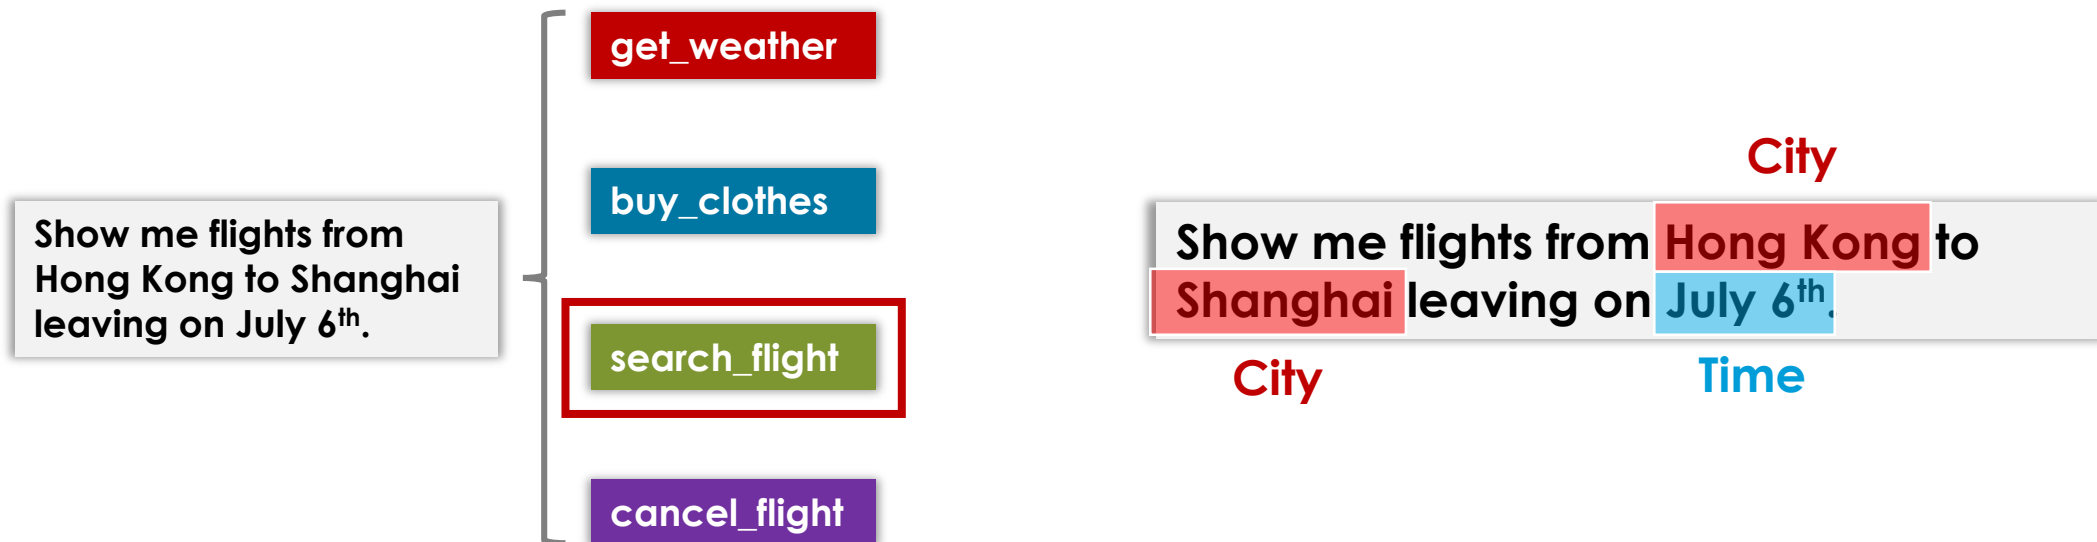 Show me flights from
Hong Kong to Shanghai
leaving on July 6th.
get_weather
buy_clothes
search_flight
cancel_flight
City
Show me flights from Hong Kong to
Shanghai leaving on July 6th.
City
Time